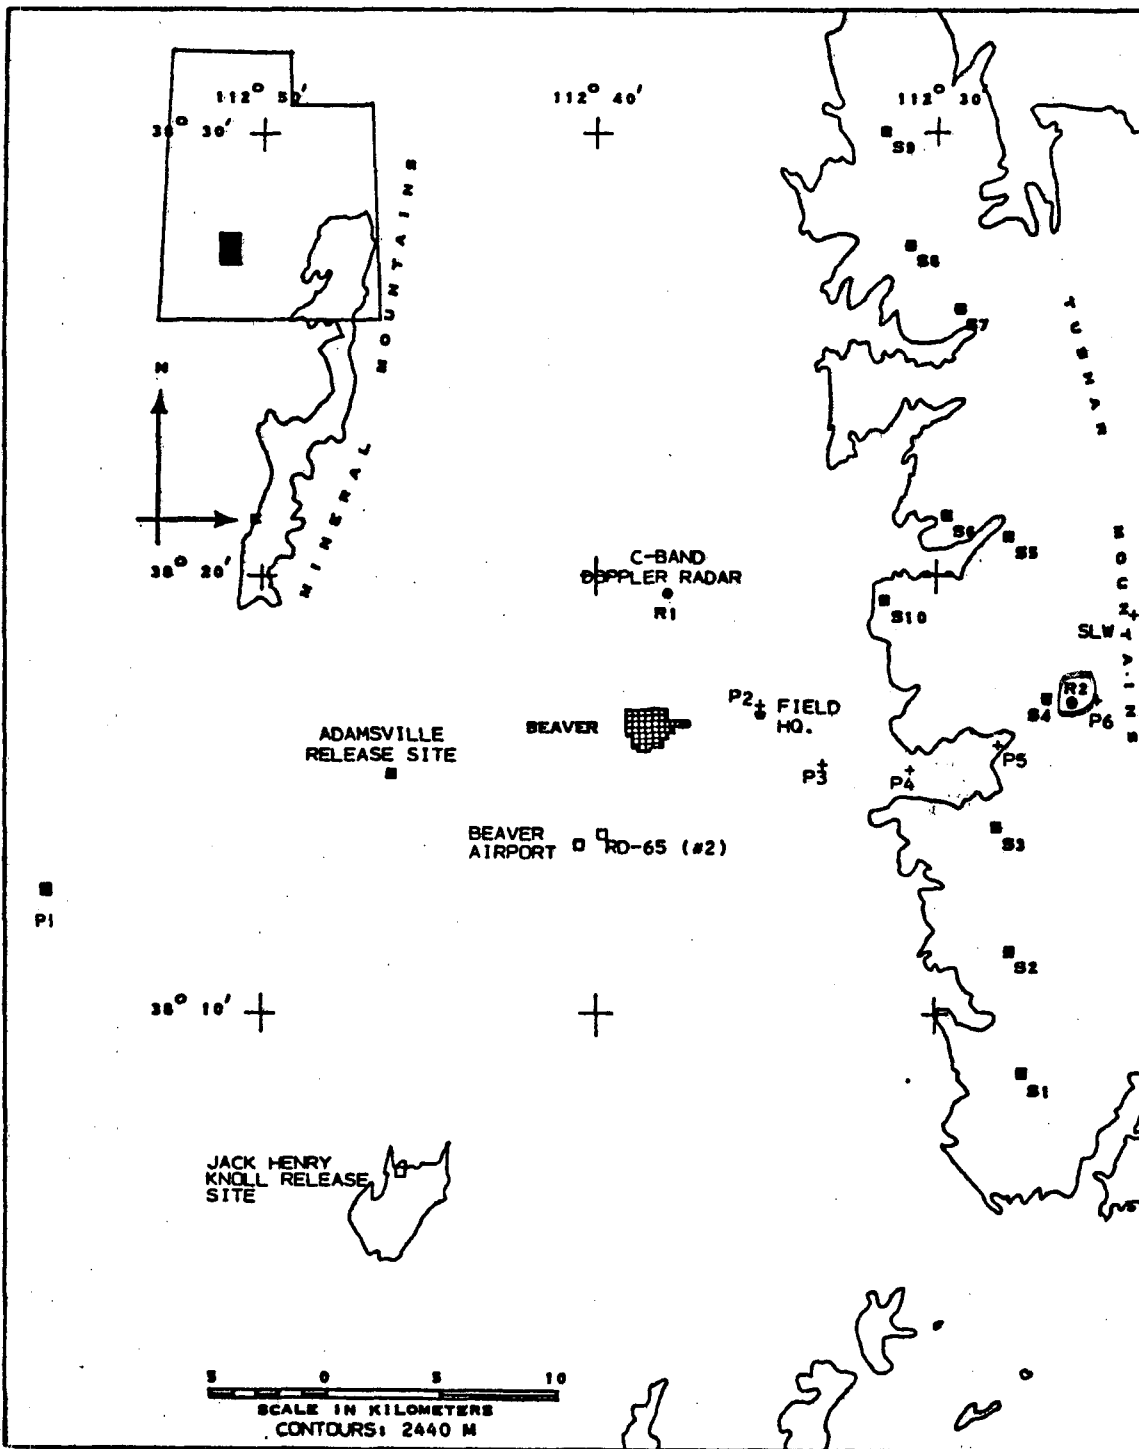 112° 50'
112° 40'
112° 30'
38° 30'
S9
S8
S7
MINERAL MOUNTAINS
TUSHAR MOUNTAINS
N
S6
S5
38° 20'
C-BAND
DOPPLER RADAR
R1
S10
SLW
R2
S4
P6
P2
FIELD
HQ.
BEAVER
ADAMSVILLE
RELEASE SITE
P3
P4
P5
BEAVER
AIRPORT
RD-65 (#2)
S3
P1
S2
38° 10'
S1
JACK HENRY
KNOLL RELEASE
SITE
5 0 5 10
SCALE IN KILOMETERS
CONTOURS: 2440 M